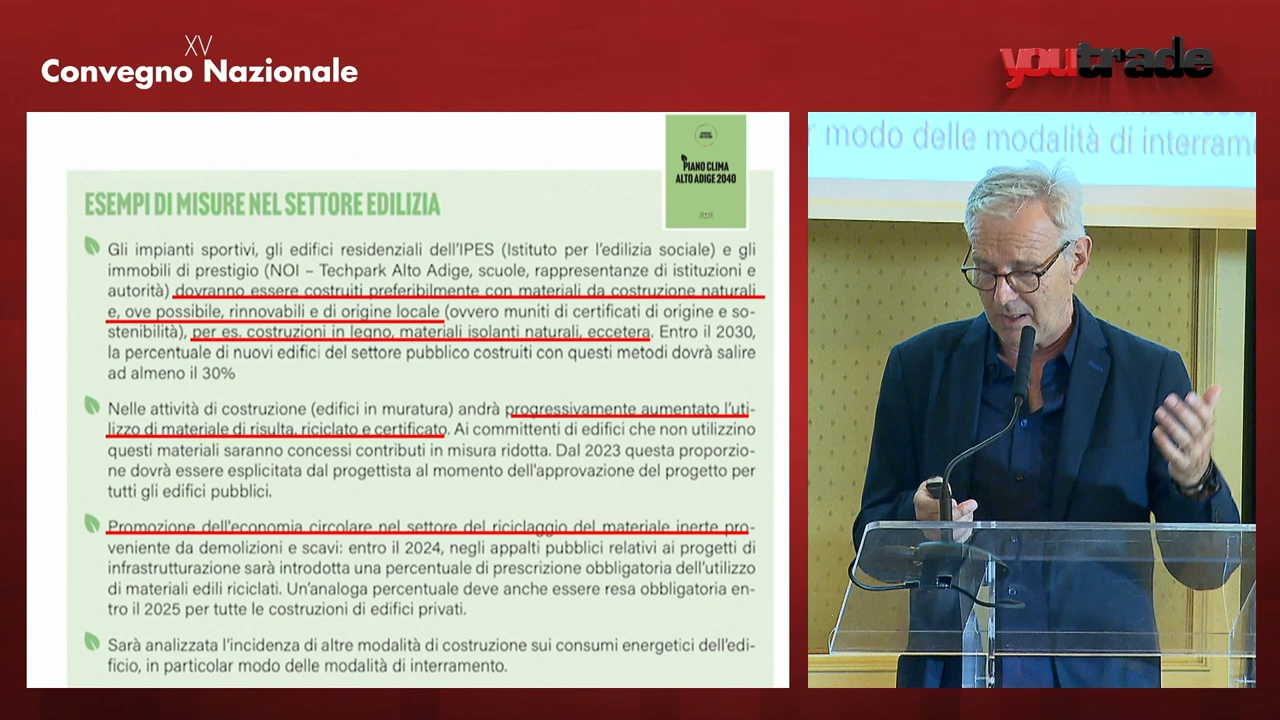 XV
Convegno Nazionale
youtrade
PIANO CLIMA
ALTO ADIGE 2040
ESEMPI DI MISURE NEL SETTORE EDILIZIA
Gli impianti sportivi, gli edifici residenziali dell'IPES (Istituto per l'edilizia sociale) e gli
immobili di prestigio (NOI – Techpark Alto Adige, scuole, rappresentanze di istituzioni e
autorità) dovranno essere costruiti preferibilmente con materiali da costruzione naturali
e, ove possibile, rinnovabili e di origine locale (ovvero muniti di certificati di origine e so-
stenibilità), per es. costruzioni in legno, materiali isolanti naturali, eccetera. Entro il 2030,
la percentuale di nuovi edifici del settore pubblico costruiti con questi metodi dovrà salire
ad almeno il 30%
Nelle attività di costruzione (edifici in muratura) andrà progressivamente aumentato l'uti-
lizzo di materiale di risulta, riciclato e certificato. Ai committenti di edifici che non utilizzino
questi materiali saranno concessi contributi in misura ridotta. Dal 2023 questa proporzio-
ne dovrà essere esplicitata dal progettista al momento dell'approvazione del progetto per
tutti gli edifici pubblici.
Promozione dell'economia circolare nel settore del riciclaggio del materiale inerte pro-
veniente da demolizioni e scavi: entro il 2024, negli appalti pubblici relativi ai progetti di
infrastrutturazione sarà introdotta una percentuale di prescrizione obbligatoria dell'utilizzo
di materiali edili riciclati. Un'analoga percentuale deve anche essere resa obbligatoria en-
tro il 2025 per tutte le costruzioni di edifici privati.
Sarà analizzata l'incidenza di altre modalità di costruzione sui consumi energetici dell'edi-
ficio, in particolar modo delle modalità di interramento.
modo delle modalità di interrame